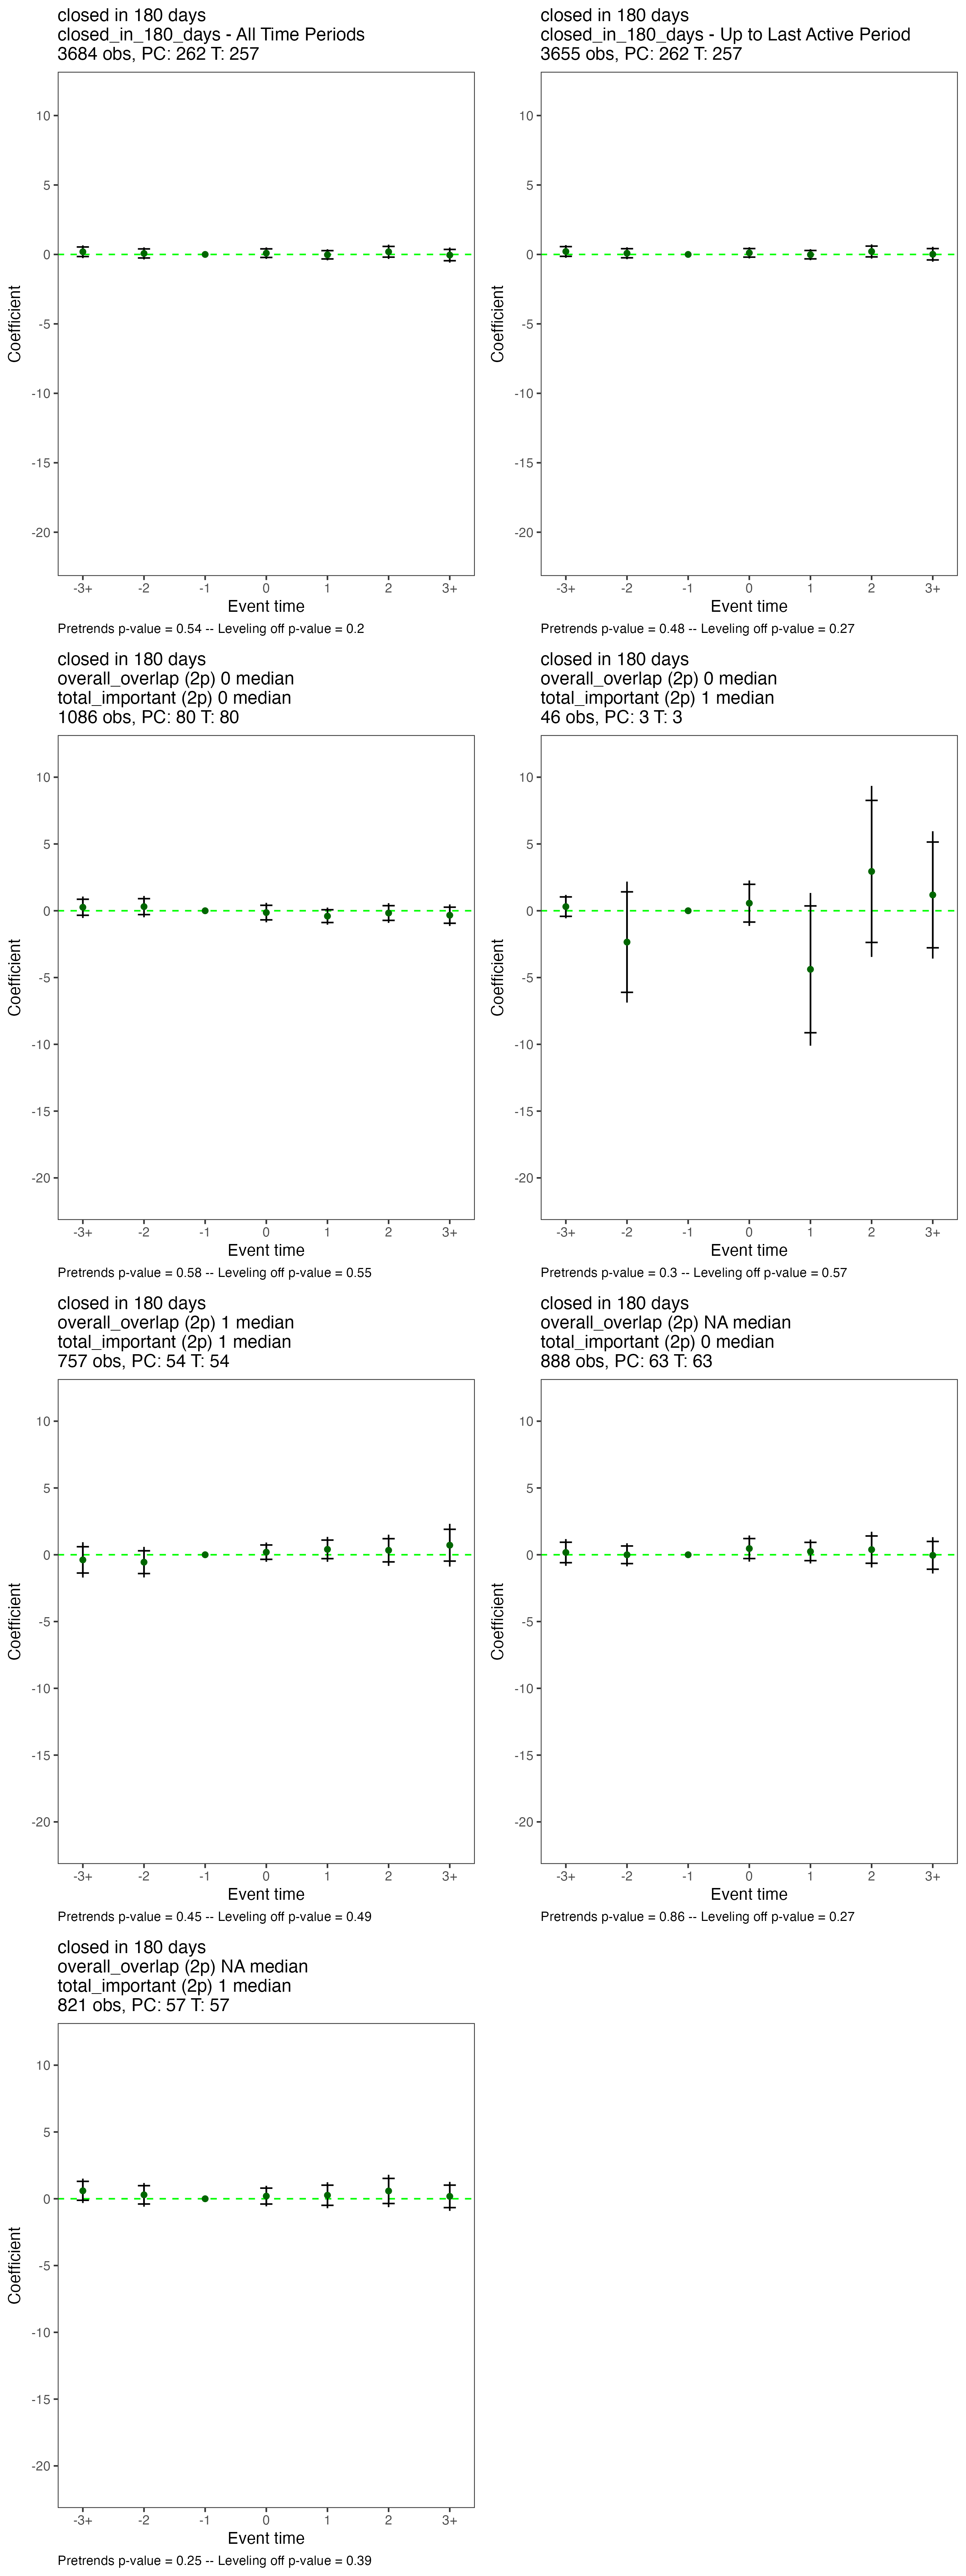 closed in 180 days
closed_in_180_days - All Time Periods
3684 obs, PC: 262 T: 257
10
5
0
-5
-10
-15
-20
Coefficient
-3+ -2 -1 0 1 2 3+
Event time
Pretrends p-value = 0.54 -- Leveling off p-value = 0.2
closed in 180 days
closed_in_180_days - Up to Last Active Period
3655 obs, PC: 262 T: 257
10
5
0
-5
-10
-15
-20
Coefficient
-3+ -2 -1 0 1 2 3+
Event time
Pretrends p-value = 0.48 -- Leveling off p-value = 0.27
closed in 180 days
overall_overlap (2p) 0 median
total_important (2p) 0 median
1086 obs, PC: 80 T: 80
10
5
0
-5
-10
-15
-20
Coefficient
-3+ -2 -1 0 1 2 3+
Event time
Pretrends p-value = 0.58 -- Leveling off p-value = 0.55
closed in 180 days
overall_overlap (2p) 0 median
total_important (2p) 1 median
46 obs, PC: 3 T: 3
10
5
0
-5
-10
-15
-20
Coefficient
-3+ -2 -1 0 1 2 3+
Event time
Pretrends p-value = 0.3 -- Leveling off p-value = 0.57
closed in 180 days
overall_overlap (2p) 1 median
total_important (2p) 1 median
757 obs, PC: 54 T: 54
10
5
0
-5
-10
-15
-20
Coefficient
-3+ -2 -1 0 1 2 3+
Event time
Pretrends p-value = 0.45 -- Leveling off p-value = 0.49
closed in 180 days
overall_overlap (2p) NA median
total_important (2p) 0 median
888 obs, PC: 63 T: 63
10
5
0
-5
-10
-15
-20
Coefficient
-3+ -2 -1 0 1 2 3+
Event time
Pretrends p-value = 0.86 -- Leveling off p-value = 0.27
closed in 180 days
overall_overlap (2p) NA median
total_important (2p) 1 median
821 obs, PC: 57 T: 57
10
5
0
-5
-10
-15
-20
Coefficient
-3+ -2 -1 0 1 2 3+
Event time
Pretrends p-value = 0.25 -- Leveling off p-value = 0.39